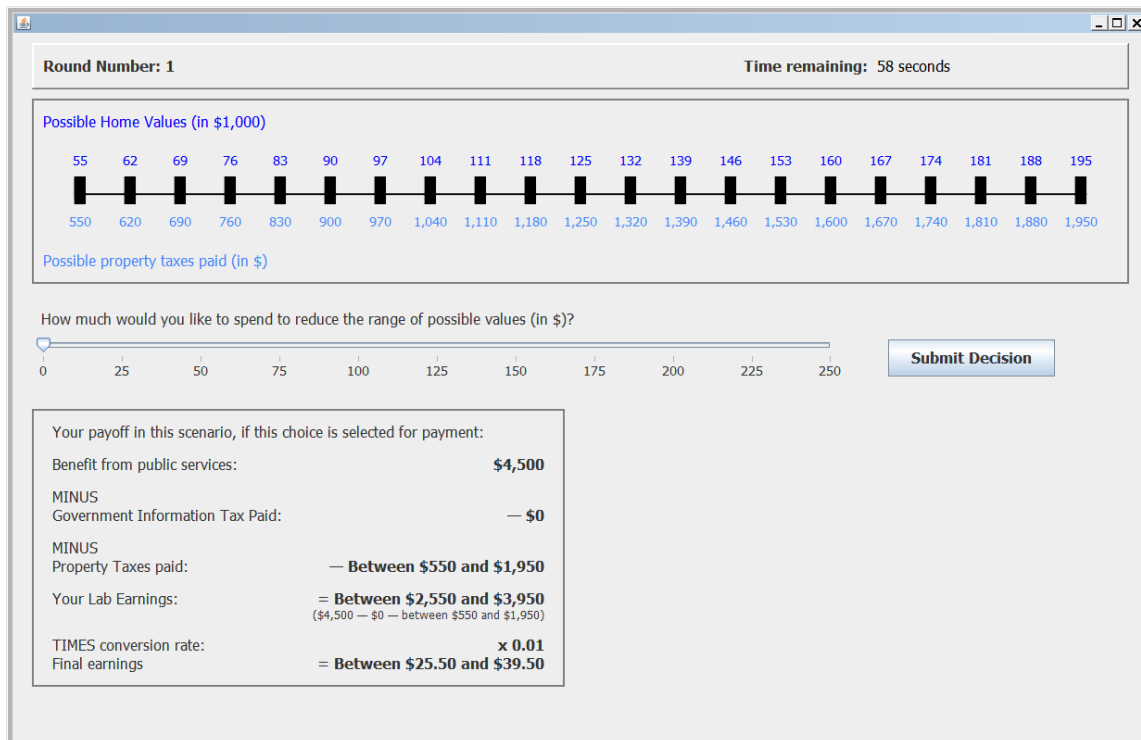 Round Number: 1 Time remaining: 58 seconds
Possible Home Values (in $1,000)
55 62 69 76 83 90 97 104 111 118 125 132 139 146 153 160 167 174 181 188 195
550 620 690 760 830 900 970 1,040 1,110 1,180 1,250 1,320 1,390 1,460 1,530 1,600 1,670 1,740 1,810 1,880 1,950
Possible property taxes paid (in $)
How much would you like to spend to reduce the range of possible values (in $)?
0 25 50 75 100 125 150 175 200 225 250
Submit Decision
Your payoff in this scenario, if this choice is selected for payment:
Benefit from public services: $4,500
MINUS
Government Information Tax Paid: — $0
MINUS
Property Taxes paid: — Between $550 and $1,950
Your Lab Earnings: = Between $2,550 and $3,950
($4,500 — $0 — between $550 and $1,950)
TIMES conversion rate: x 0.01
Final earnings = Between $25.50 and $39.50